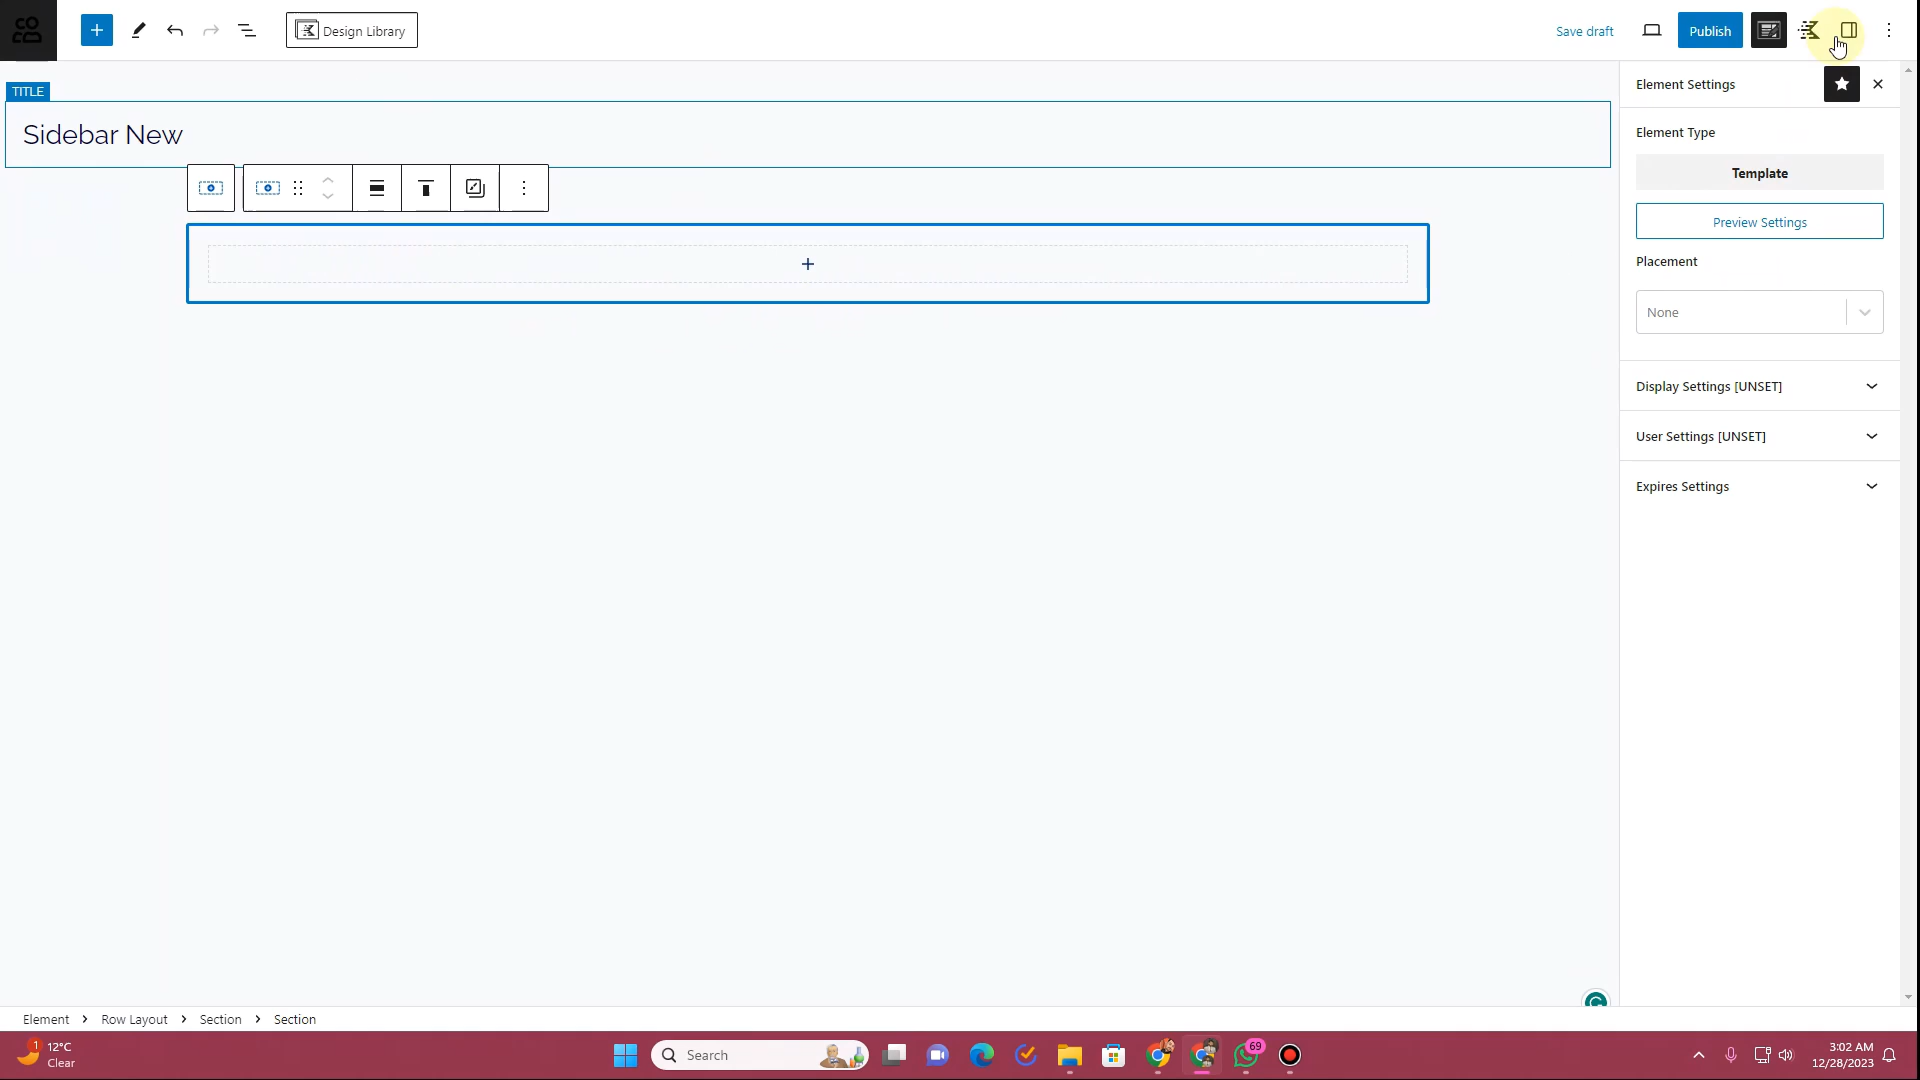 Design Library
Save draft
Publish
TITLE
Sidebar New
Element Settings
Element Type
Template
Preview Settings
Placement
None
Display Settings [UNSET]
User Settings [UNSET]
Expires Settings
Element
Row Layout
Section
Section
1
12°C
Clear
Search
69
3:02 AM
12/28/2023